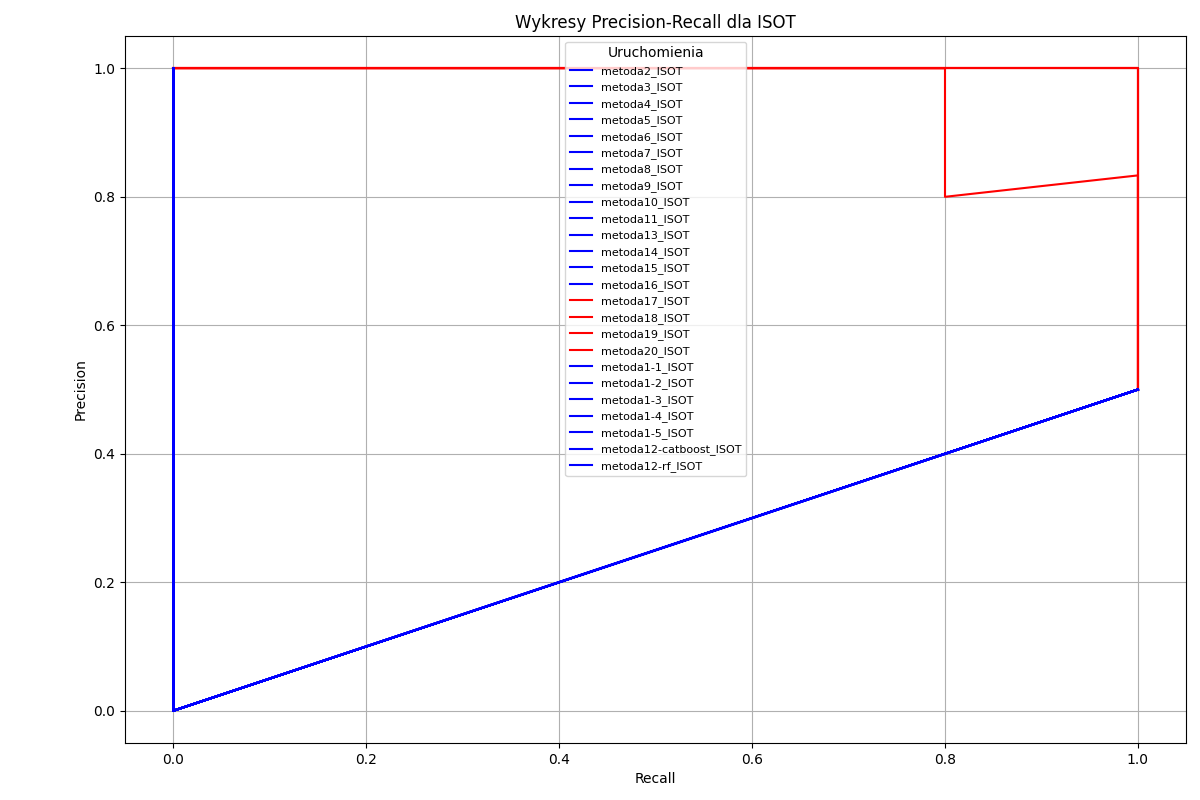 Wykresy Precision-Recall dla ISOT
Uruchomienia
metoda2_ISOT
metoda3_ISOT
metoda4_ISOT
metoda5_ISOT
metoda6_ISOT
metoda7_ISOT
metoda8_ISOT
metoda9_ISOT
metoda10_ISOT
metoda11_ISOT
metoda13_ISOT
metoda14_ISOT
metoda15_ISOT
metoda16_ISOT
metoda17_ISOT
metoda18_ISOT
metoda19_ISOT
metoda20_ISOT
metoda1-1_ISOT
metoda1-2_ISOT
metoda1-3_ISOT
metoda1-4_ISOT
metoda1-5_ISOT
metoda12-catboost_ISOT
metoda12-rf_ISOT
Precision
1.0
0.8
0.6
0.4
0.2
0.0
0.0 0.2 0.4 0.6 0.8 1.0
Recall